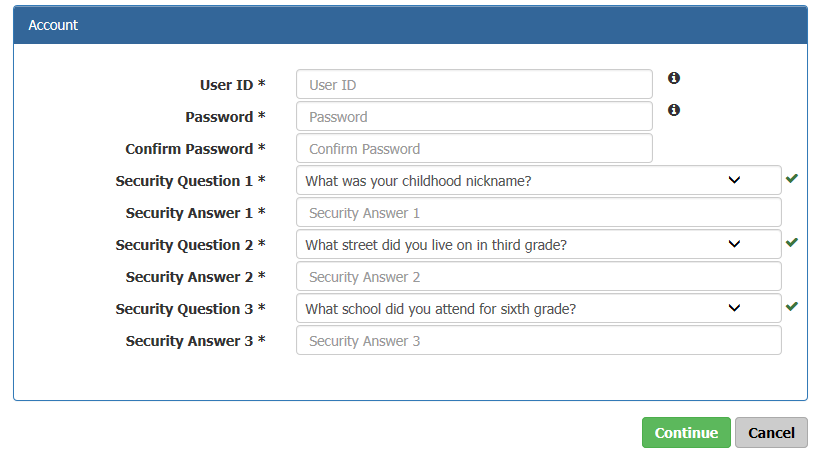 Account
User ID * User ID
Password * Password
Confirm Password * Confirm Password
Security Question 1 * What was your childhood nickname?
Security Answer 1 * Security Answer 1
Security Question 2 * What street did you live on in third grade?
Security Answer 2 * Security Answer 2
Security Question 3 * What school did you attend for sixth grade?
Security Answer 3 * Security Answer 3
Continue Cancel